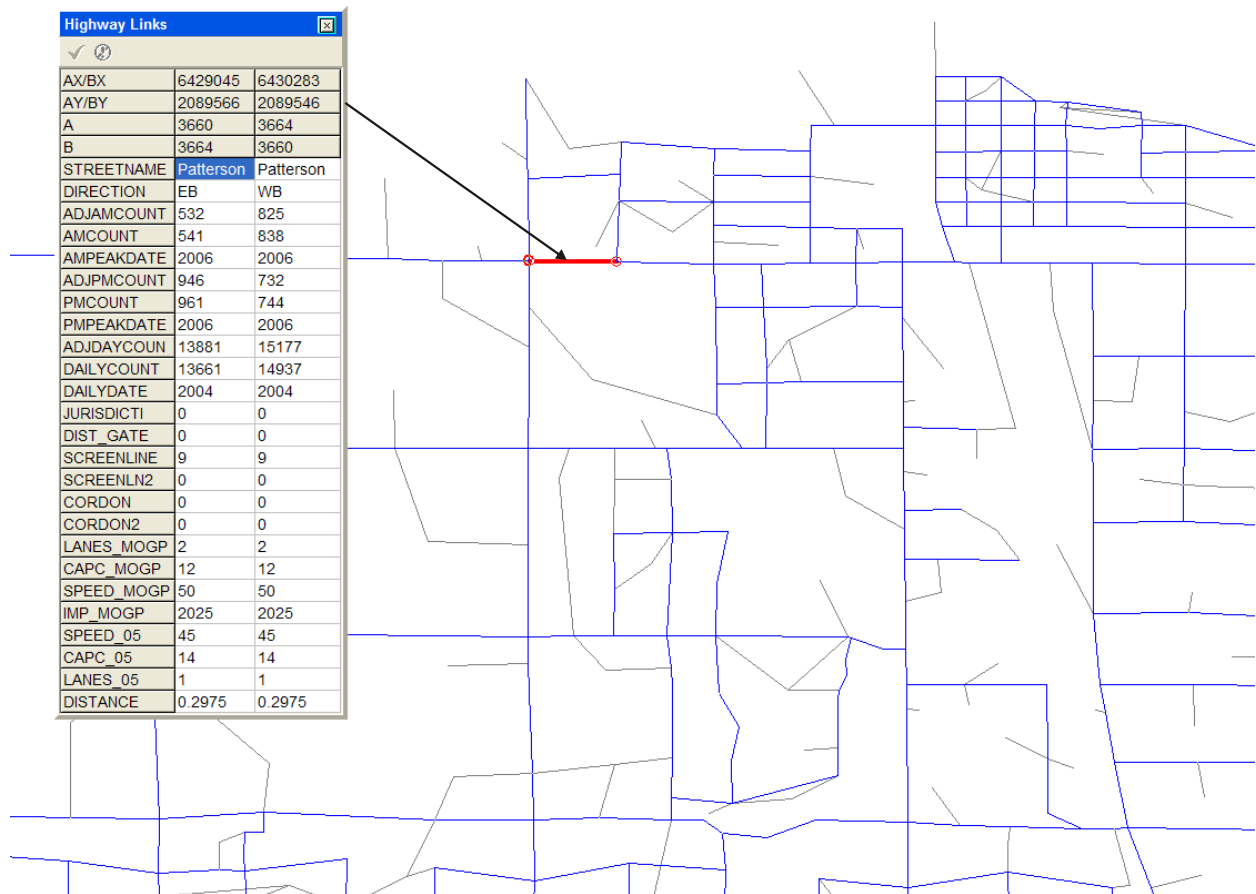 Highway Links
AX/BX 6429045 6430283
AY/BY 2089566 2089546
A 3660 3664
B 3664 3660
STREETNAME Patterson Patterson
DIRECTION EB WB
ADJAMCOUNT 532 825
AMCOUNT 541 838
AMPEAKDATE 2006 2006
ADJPMCOUNT 946 732
PMCOUNT 961 744
PMPEAKDATE 2006 2006
ADJDAYCOUN 13881 15177
DAILYCOUNT 13661 14937
DAILYDATE 2004 2004
JURISDICTI 0 0
DIST_GATE 0 0
SCREENLINE 9 9
SCREENLN2 0 0
CORDON 0 0
CORDON2 0 0
LANES_MOGP 2 2
CAPC_MOGP 12 12
SPEED_MOGP 50 50
IMP_MOGP 2025 2025
SPEED_05 45 45
CAPC_05 14 14
LANES_05 1 1
DISTANCE 0.2975 0.2975